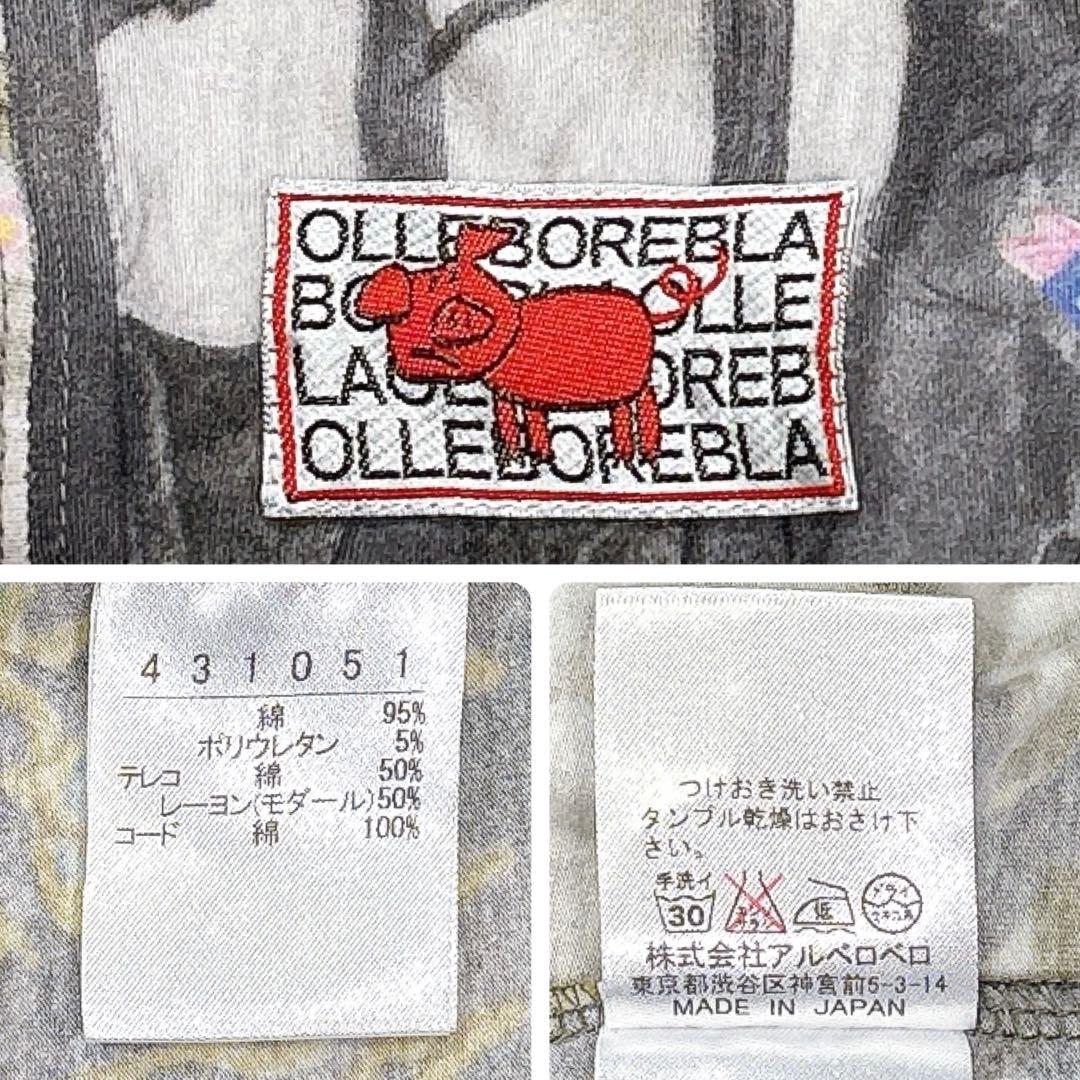 OLLEBOREBLA
BO OLLE
LA OREB
OLLEBOREBLA
431051
綿 95%
ポリウレタン 5%
テレコ 綿 50%
レーヨン(モダール)50%
コード 綿 100%
つけおき洗い禁止
タンブル乾燥はおさけ下
さい。
手洗イ
30 低 ドライ
株式会社アルベロベロ
東京都渋谷区神宮前5-3-14
MADE IN JAPAN